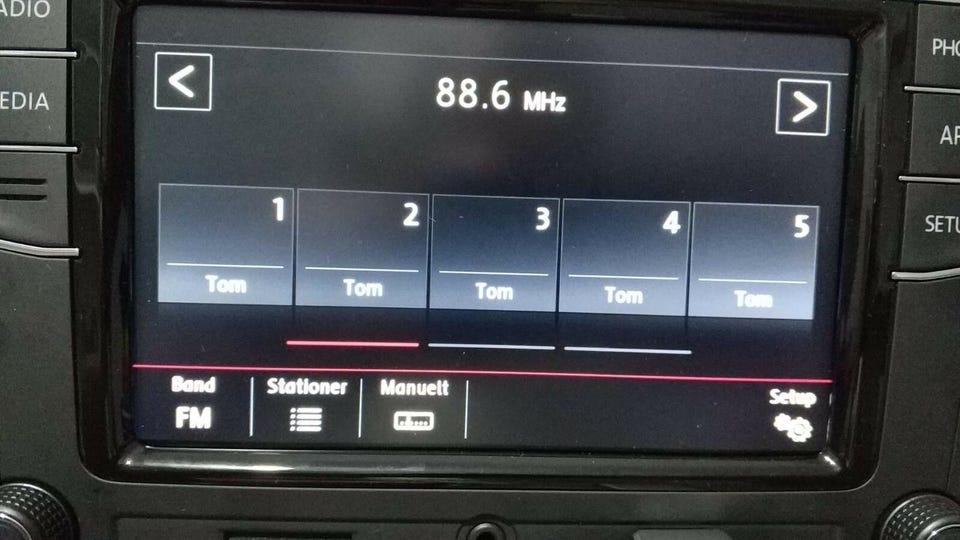 ADIO
EDIA
PHO
AP
SETU
<
88.6 MHz
>
1
2
3
4
5
Tom
Tom
Tom
Tom
Tom
Band
FM
Stationer
Manuelt
Setup